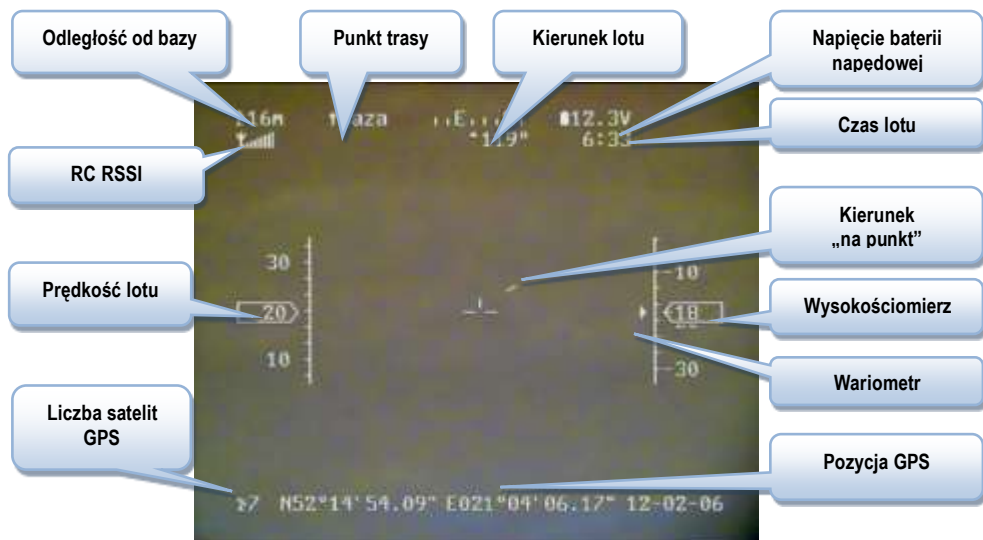 Odległość od bazy
Punkt trasy
Kierunek lotu
Napięcie baterii
napędowej
16m
aza
E
12.3V
6:33
Czas lotu
RC RSSI
Kierunek
„na punkt”
30
10
Prędkość lotu
20
18
Wysokościomierz
10
-30
Wariometr
Liczba satelit
GPS
Pozycja GPS
7 N52°14'54.09" E021°04'06.17" 12-02-06